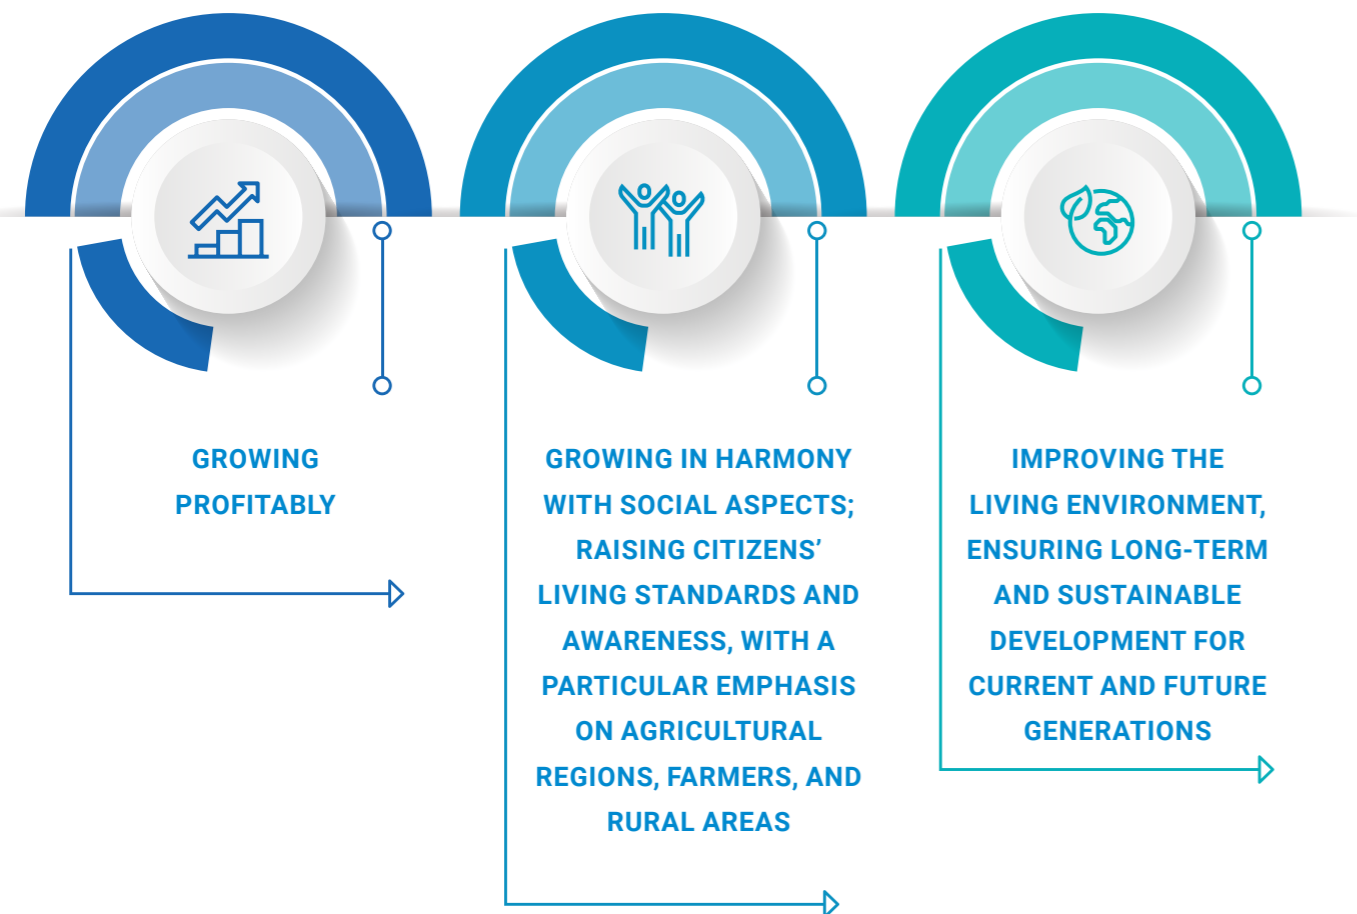 GROWING
PROFITABLY
GROWING IN HARMONY
WITH SOCIAL ASPECTS;
RAISING CITIZENS’
LIVING STANDARDS AND
AWARENESS, WITH A
PARTICULAR EMPHASIS
ON AGRICULTURAL
REGIONS, FARMERS, AND
RURAL AREAS
IMPROVING THE
LIVING ENVIRONMENT,
ENSURING LONG-TERM
AND SUSTAINABLE
DEVELOPMENT FOR
CURRENT AND FUTURE
GENERATIONS